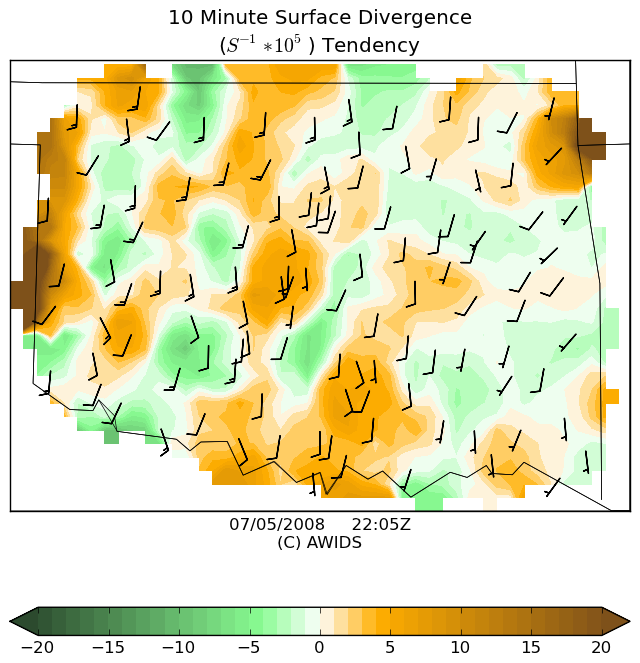 10 Minute Surface Divergence
(S⁻¹ *10⁵ ) Tendency
07/05/2008 22:05Z
(C) AWIDS
−20 −15 −10 −5 0 5 10 15 20